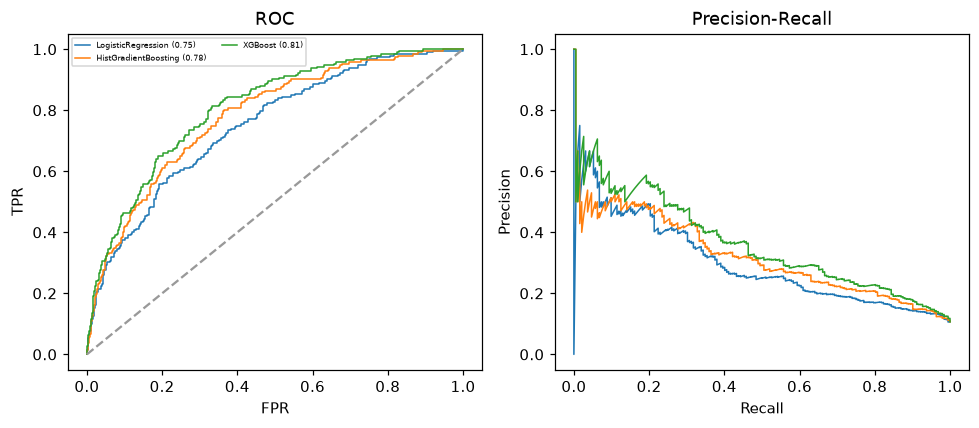 ROC
Precision-Recall
LogisticRegression (0.75)
HistGradientBoosting (0.78)
XGBoost (0.81)
1.0
0.8
0.6
0.4
0.2
0.0
TPR
0.0 0.2 0.4 0.6 0.8 1.0
FPR
1.0
0.8
0.6
0.4
0.2
0.0
Precision
0.0 0.2 0.4 0.6 0.8 1.0
Recall